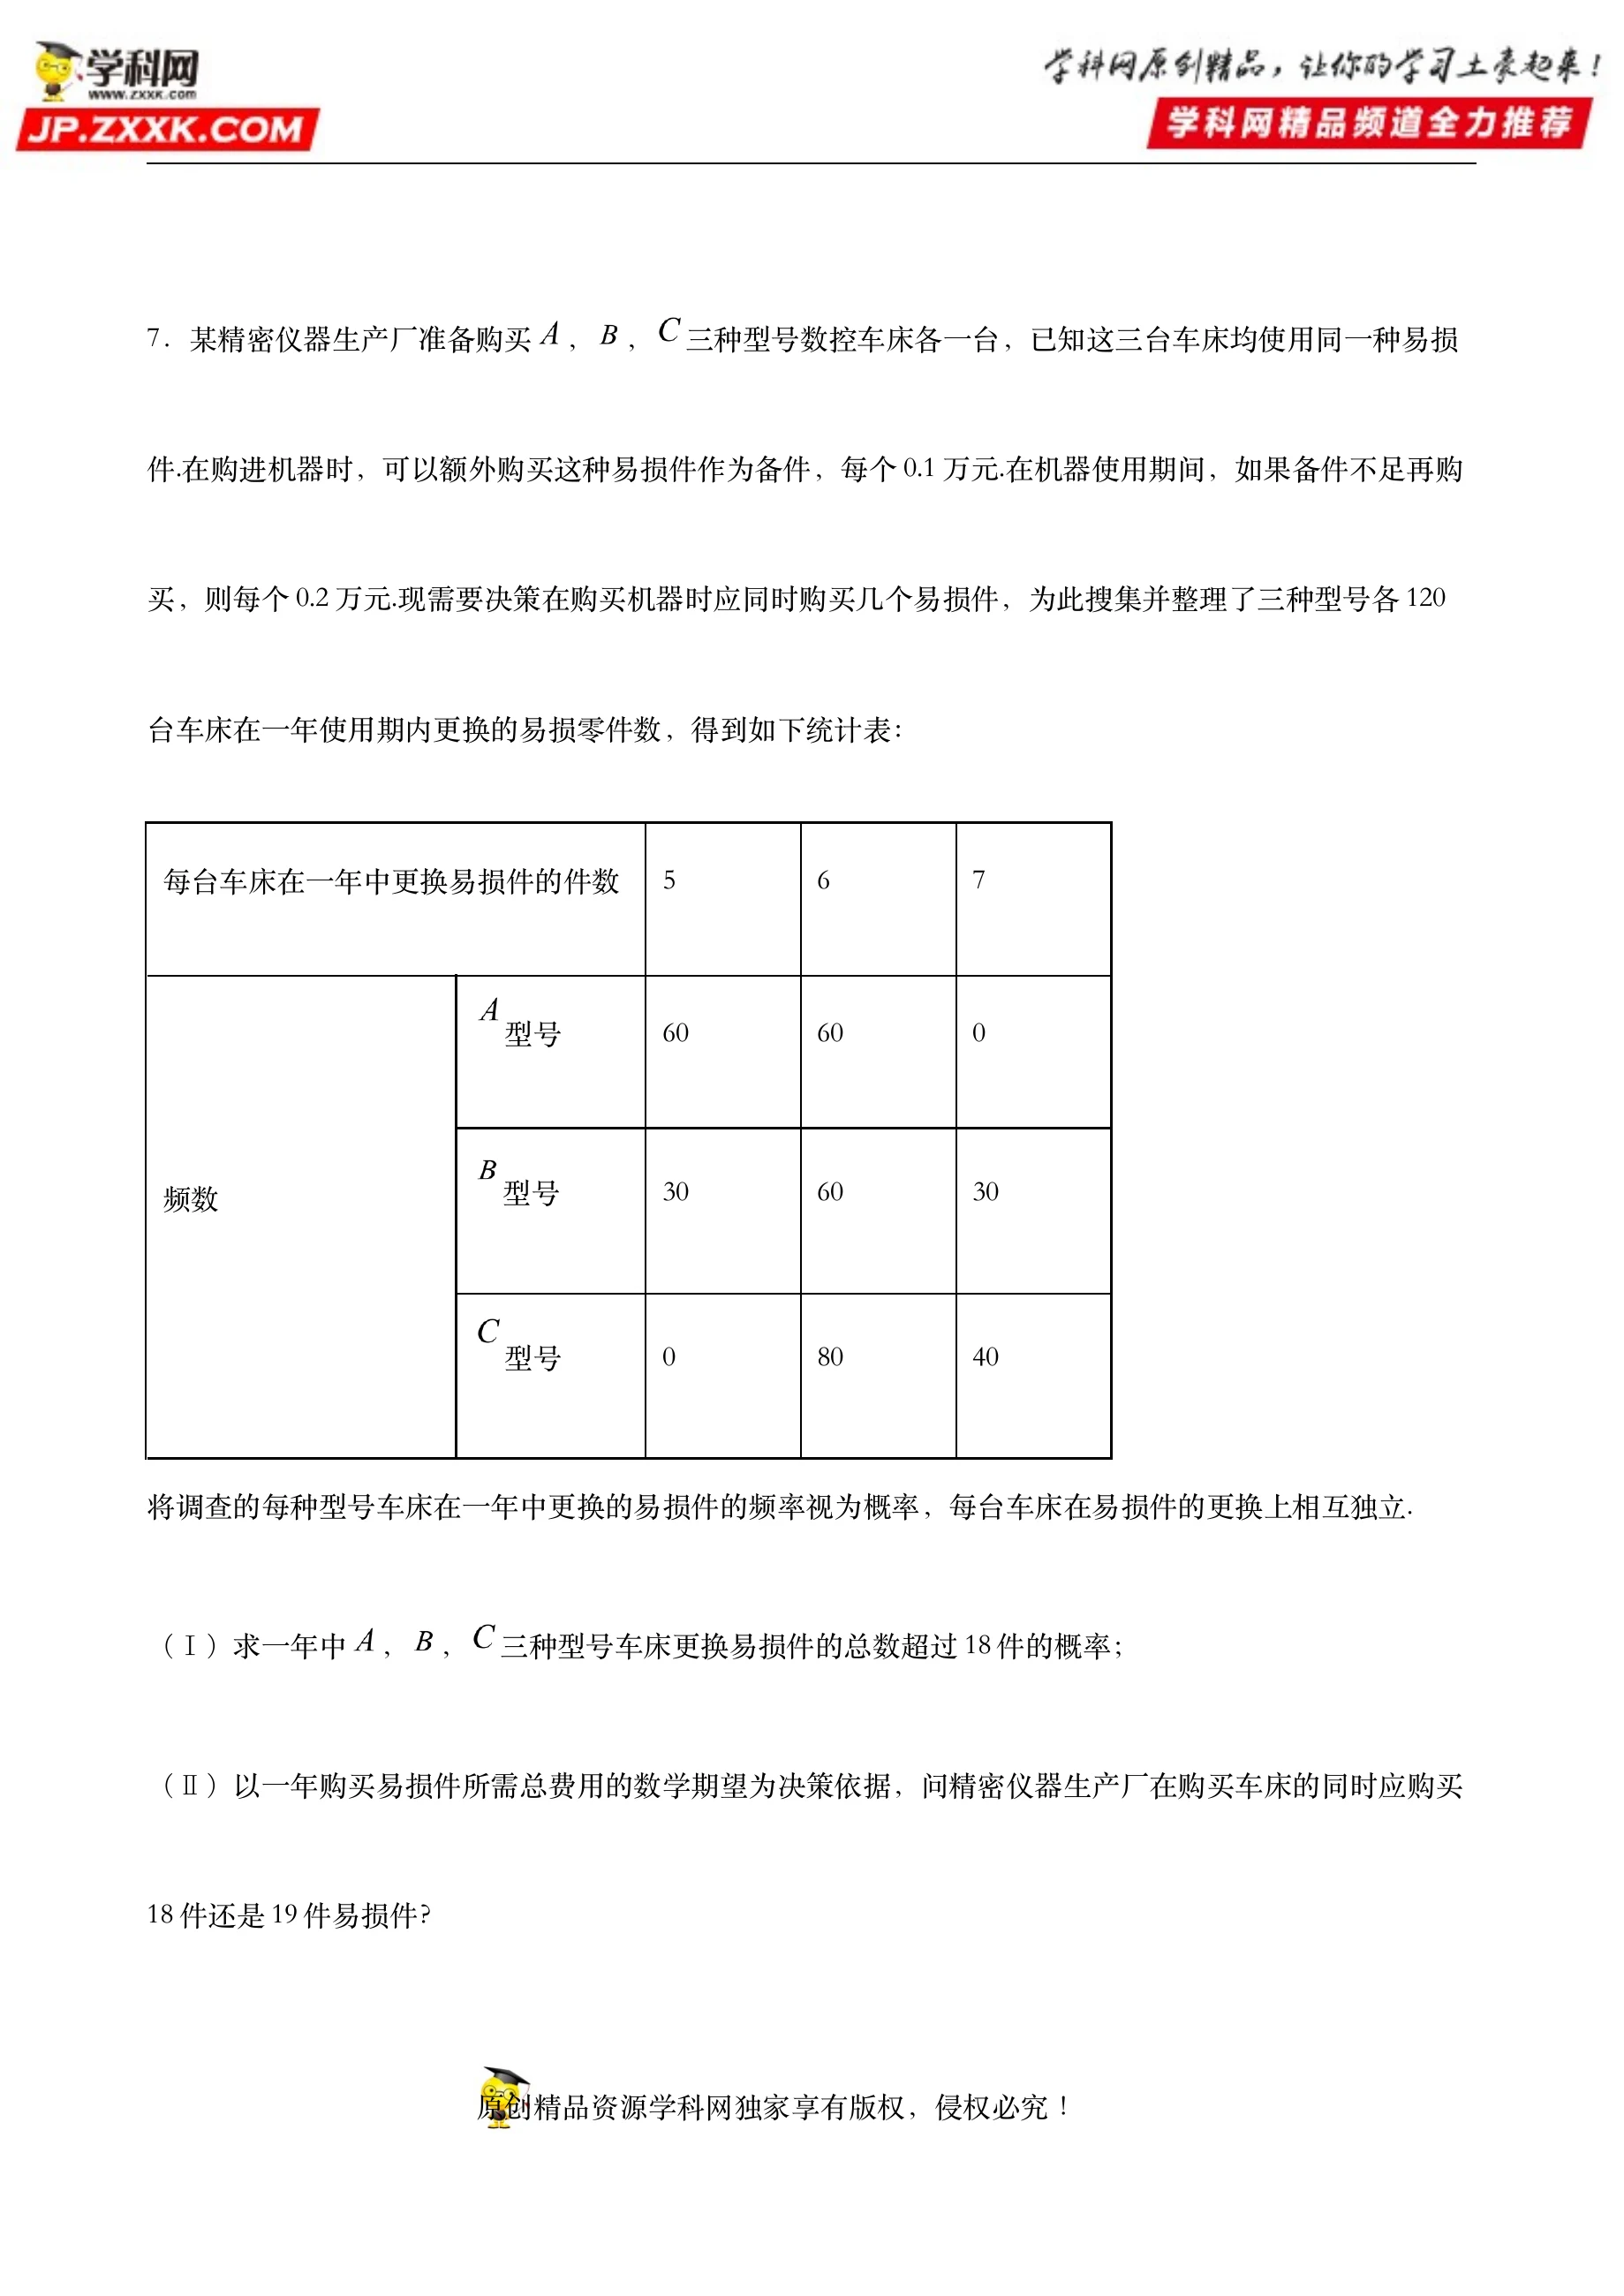 学科网
www.zxxk.com
JP.ZXXK.COM
学科网原创精品，让你的学习土豪起来！
学科网精品频道全力推荐
7．某精密仪器生产厂准备购买 A，B，C 三种型号数控车床各一台，已知这三台车床均使用同一种易损
件.在购进机器时，可以额外购买这种易损件作为备件，每个 0.1 万元.在机器使用期间，如果备件不足再购
买，则每个 0.2 万元.现需要决策在购买机器时应同时购买几个易损件，为此搜集并整理了三种型号各 120
台车床在一年使用期内更换的易损零件数，得到如下统计表：
每台车床在一年中更换易损件的件数 5 6 7
A 型号 60 60 0
频数 B 型号 30 60 30
C 型号 0 80 40
将调查的每种型号车床在一年中更换的易损件的频率视为概率，每台车床在易损件的更换上相互独立.
（Ⅰ）求一年中 A，B，C 三种型号车床更换易损件的总数超过 18 件的概率；
（Ⅱ）以一年购买易损件所需总费用的数学期望为决策依据，问精密仪器生产厂在购买车床的同时应购买
18 件还是 19 件易损件?
原创精品资源学科网独家享有版权，侵权必究！